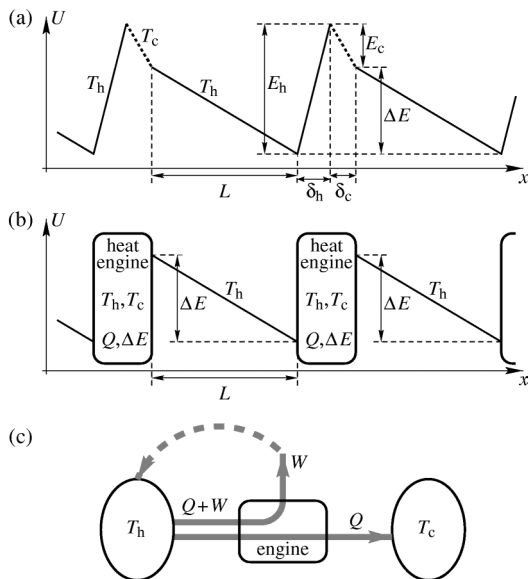 (a)
U
T_c
T_h
T_h
E_h
E_c
ΔE
L
δ_h
δ_c
x
(b)
U
heat
engine
T_h, T_c
Q, ΔE
ΔE
T_h
heat
engine
T_h, T_c
Q, ΔE
ΔE
T_h
L
x
(c)
W
Q + W
T_h
Q
T_c
engine